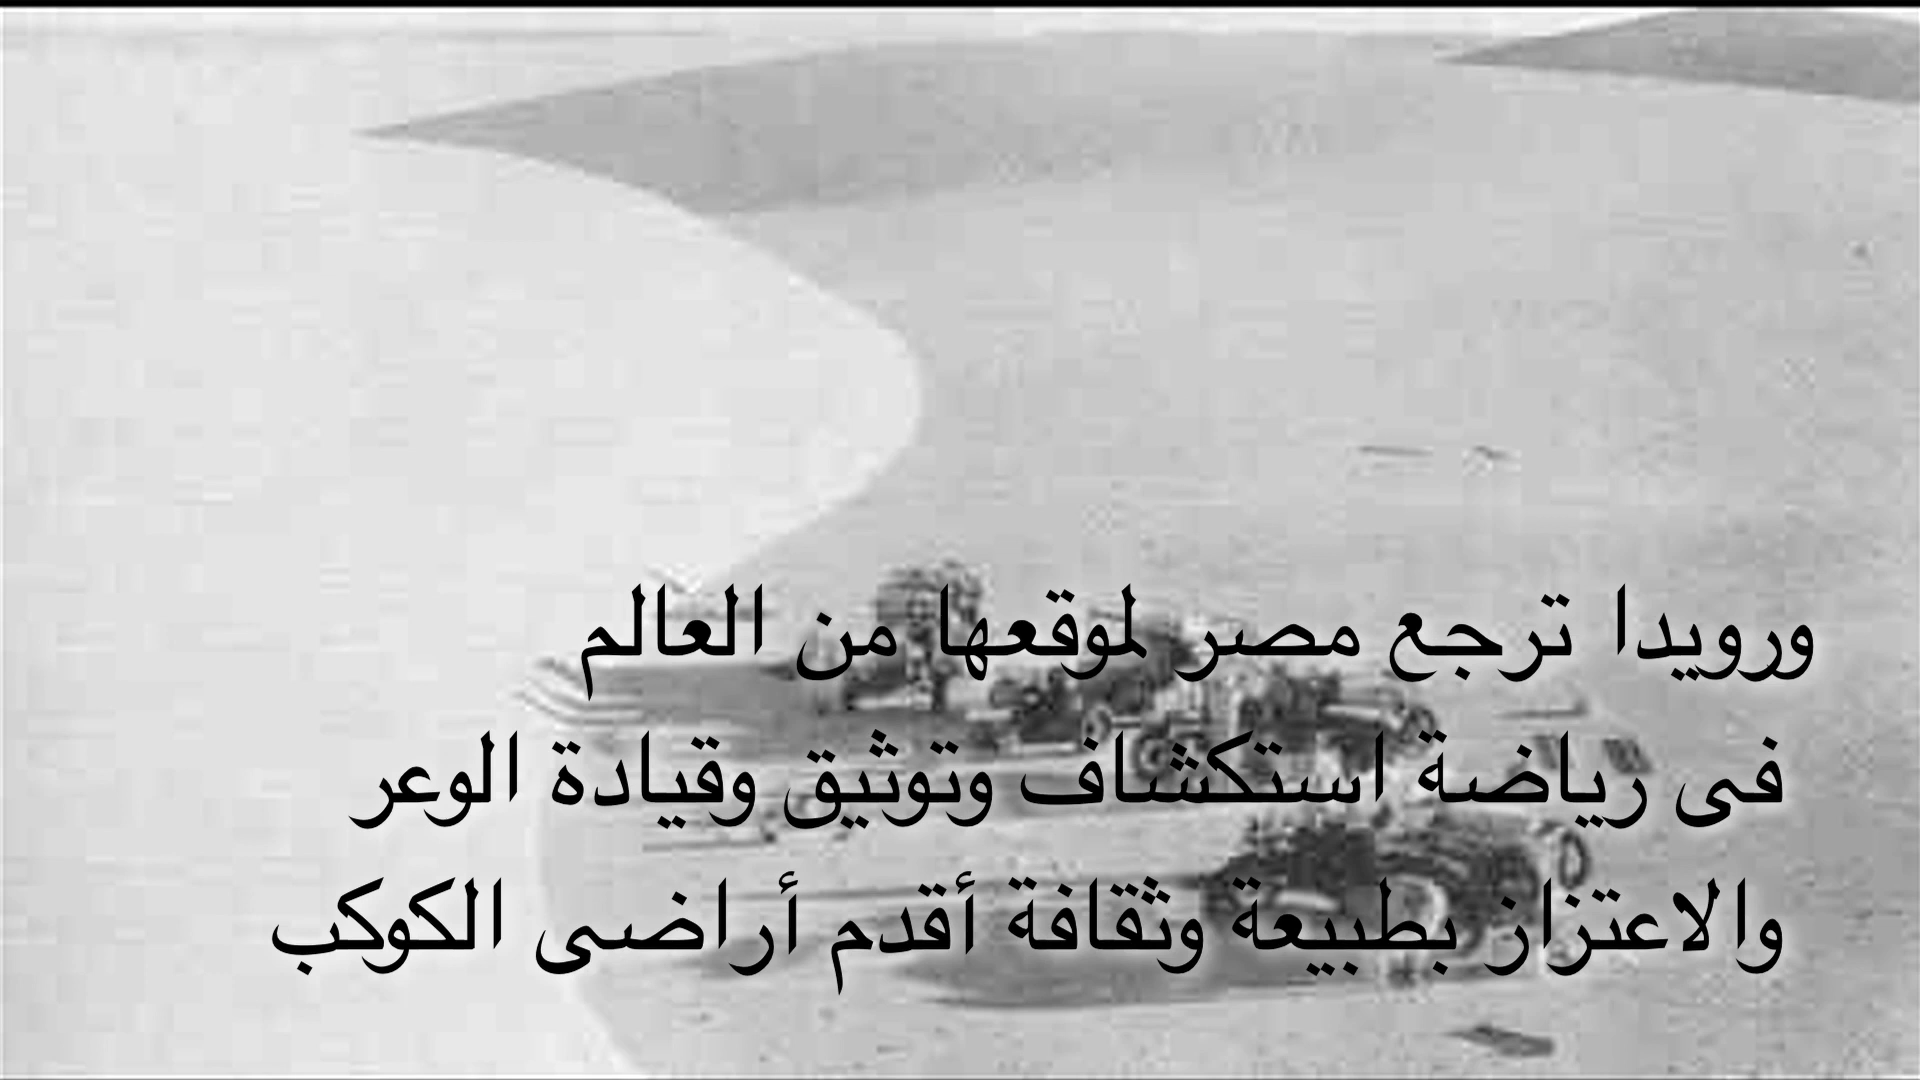 ورويدا ترجع مصر لموقعها من العالم
فى رياضة استكشاف وتوثيق وقيادة الوعر
والاعتزاز بطبيعة وثقافة أقدم أراضى الكوكب